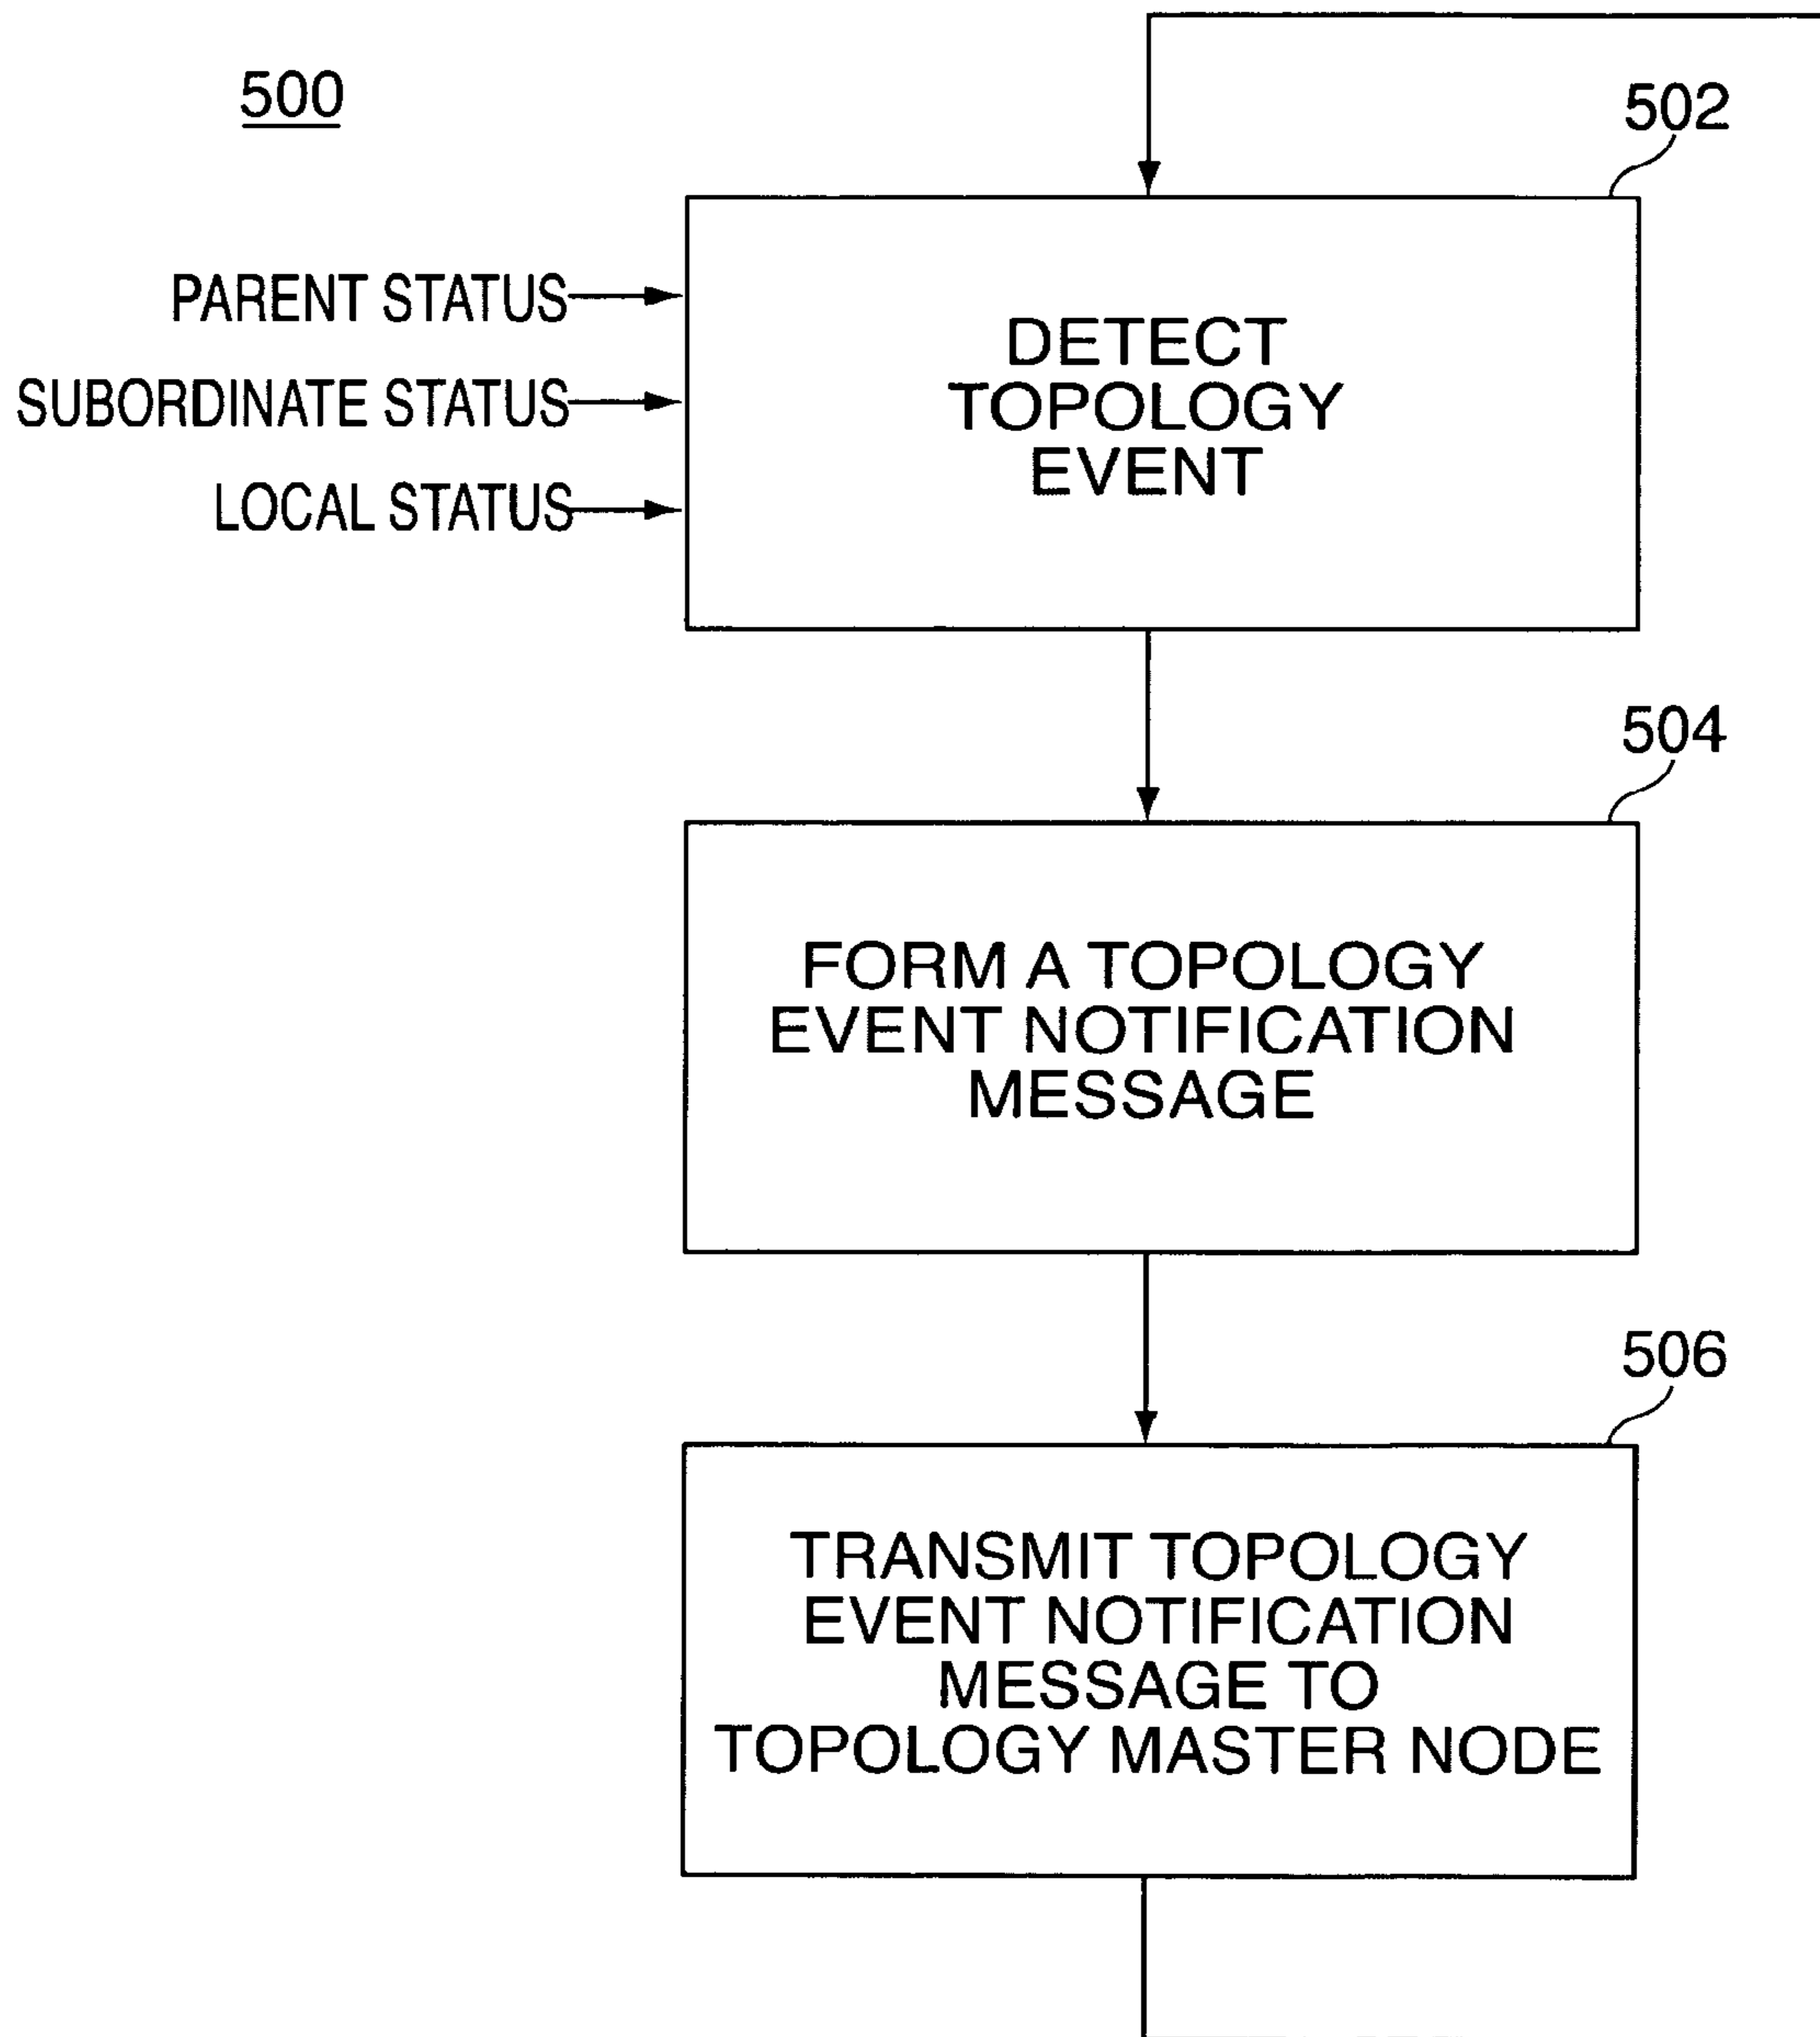 500
502
PARENT STATUS
SUBORDINATE STATUS
LOCAL STATUS
DETECT
TOPOLOGY
EVENT
504
FORM A TOPOLOGY
EVENT NOTIFICATION
MESSAGE
506
TRANSMIT TOPOLOGY
EVENT NOTIFICATION
MESSAGE TO
TOPOLOGY MASTER NODE